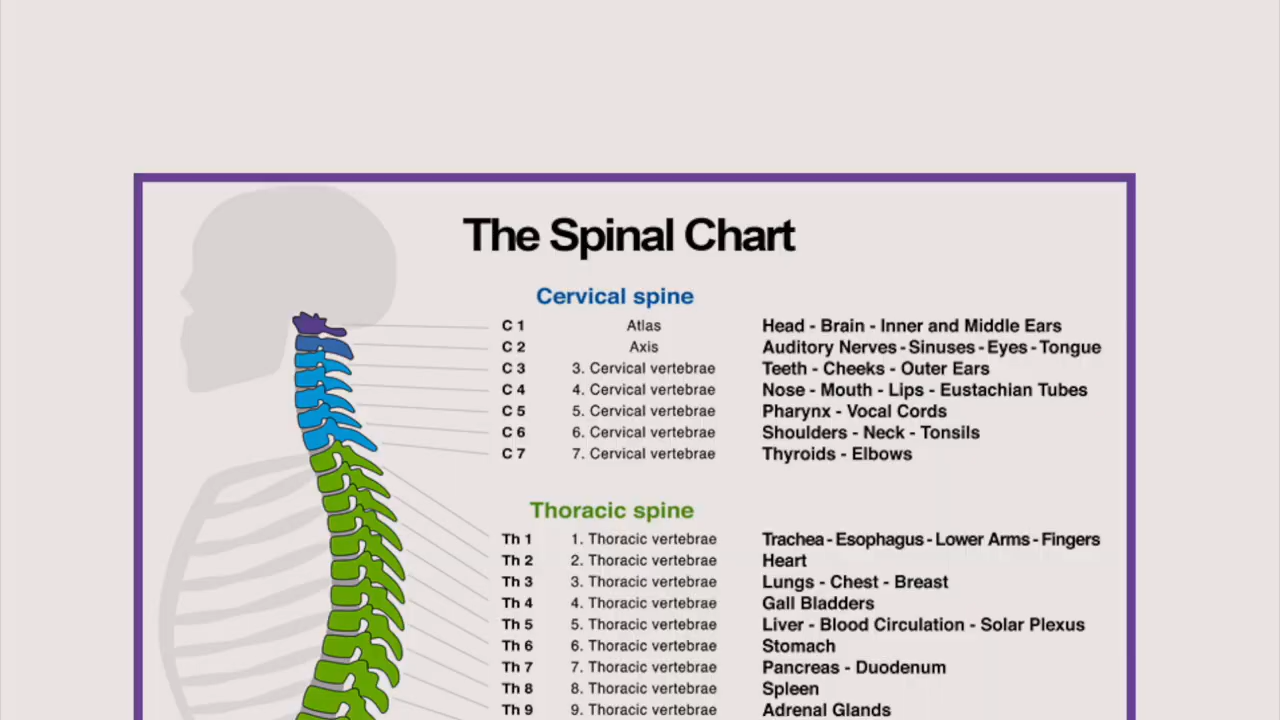 The Spinal Chart
Cervical spine
C 1 Atlas Head - Brain - Inner and Middle Ears
C 2 Axis Auditory Nerves - Sinuses - Eyes - Tongue
C 3 3. Cervical vertebrae Teeth - Cheeks - Outer Ears
C 4 4. Cervical vertebrae Nose - Mouth - Lips - Eustachian Tubes
C 5 5. Cervical vertebrae Pharynx - Vocal Cords
C 6 6. Cervical vertebrae Shoulders - Neck - Tonsils
C 7 7. Cervical vertebrae Thyroids - Elbows
Thoracic spine
Th 1 1. Thoracic vertebrae Trachea - Esophagus - Lower Arms - Fingers
Th 2 2. Thoracic vertebrae Heart
Th 3 3. Thoracic vertebrae Lungs - Chest - Breast
Th 4 4. Thoracic vertebrae Gall Bladders
Th 5 5. Thoracic vertebrae Liver - Blood Circulation - Solar Plexus
Th 6 6. Thoracic vertebrae Stomach
Th 7 7. Thoracic vertebrae Pancreas - Duodenum
Th 8 8. Thoracic vertebrae Spleen
Th 9 9. Thoracic vertebrae Adrenal Glands